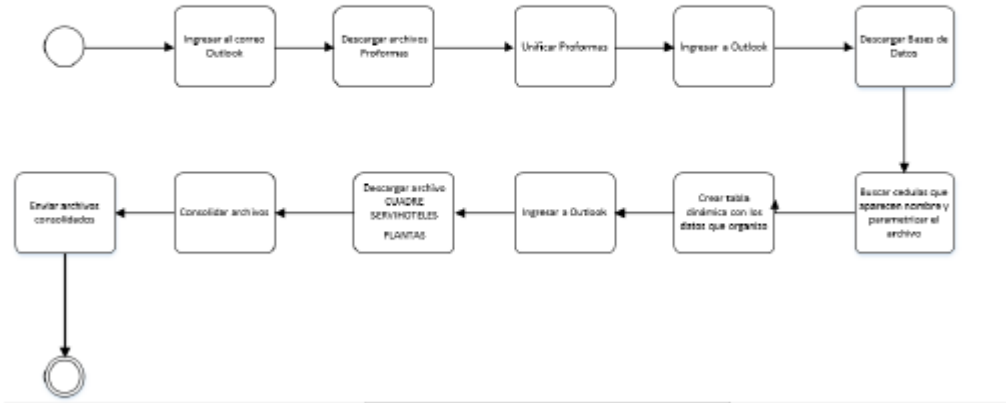 Ingresar al correo
Outlook
Descargar archivos
Proformas
Unificar Proformas
Ingresar a Outlook
Descargar Bases de
Datos
Buscar cedulas que
aparecen nombre y
parametricar el
archivo
Crear tabla
dinámica con los
datos que organiso
Ingresar a Outlook
Descargar archivo
CUADRE
SERVIHOTELES
PLANTAS
Consolidar archivos
Enviar archivos
consolidados